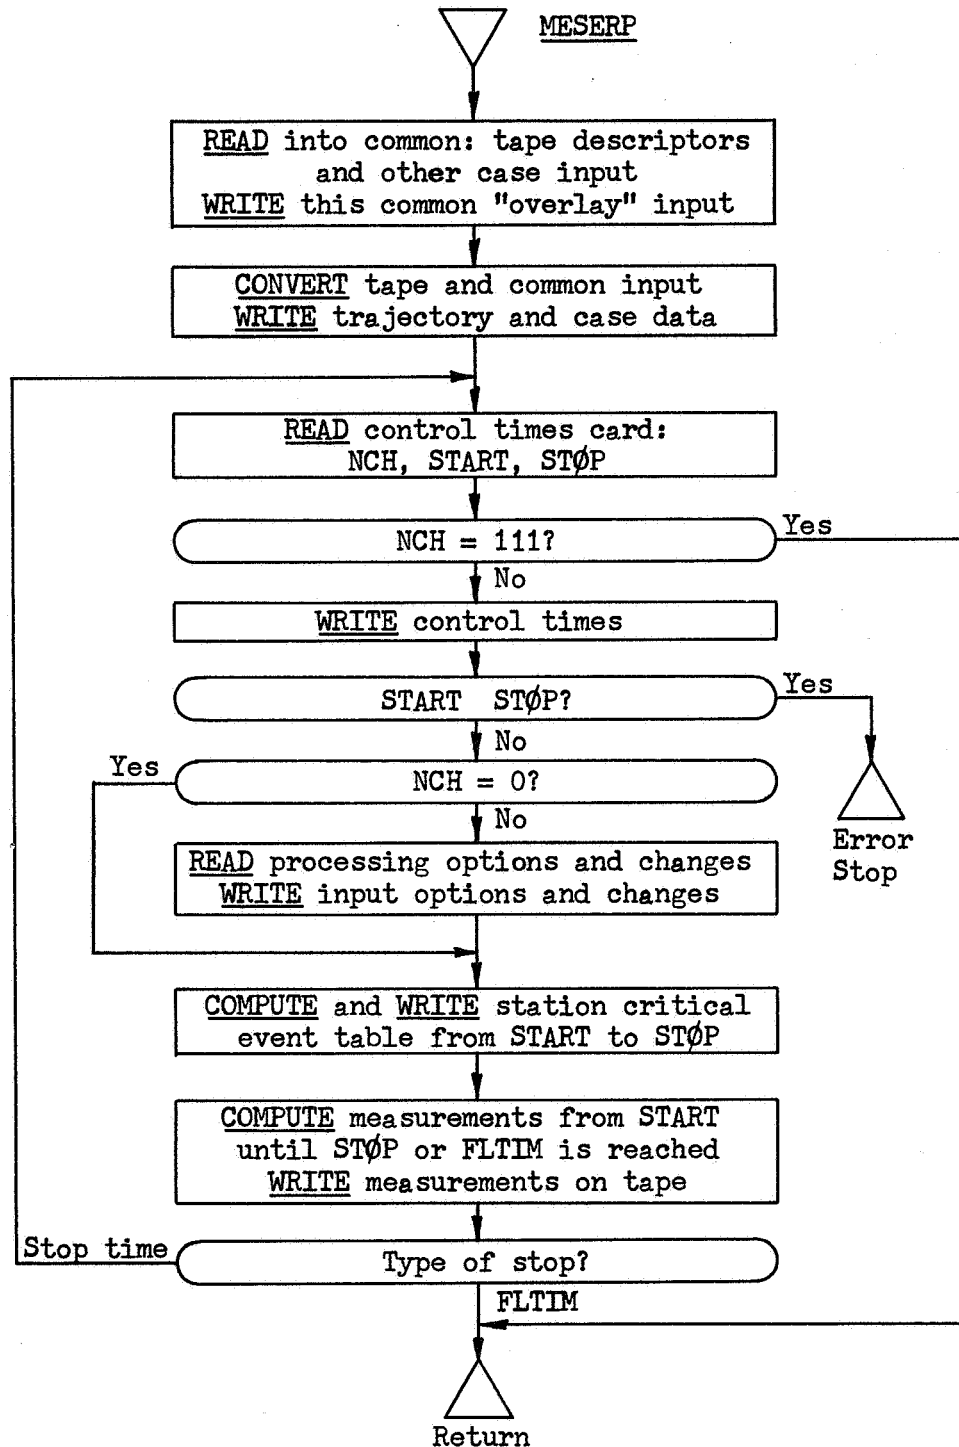 MESERP
READ into common: tape descriptors
and other case input
WRITE this common "overlay" input
CONVERT tape and common input
WRITE trajectory and case data
READ control times card:
NCH, START, STØP
NCH = 111?
Yes
No
WRITE control times
START STØP?
Yes
No
Yes
NCH = 0?
No
Error
Stop
READ processing options and changes
WRITE input options and changes
COMPUTE and WRITE station critical
event table from START to STØP
COMPUTE measurements from START
until STØP or FLTIM is reached
WRITE measurements on tape
Stop time
Type of stop?
FLTIM
Return